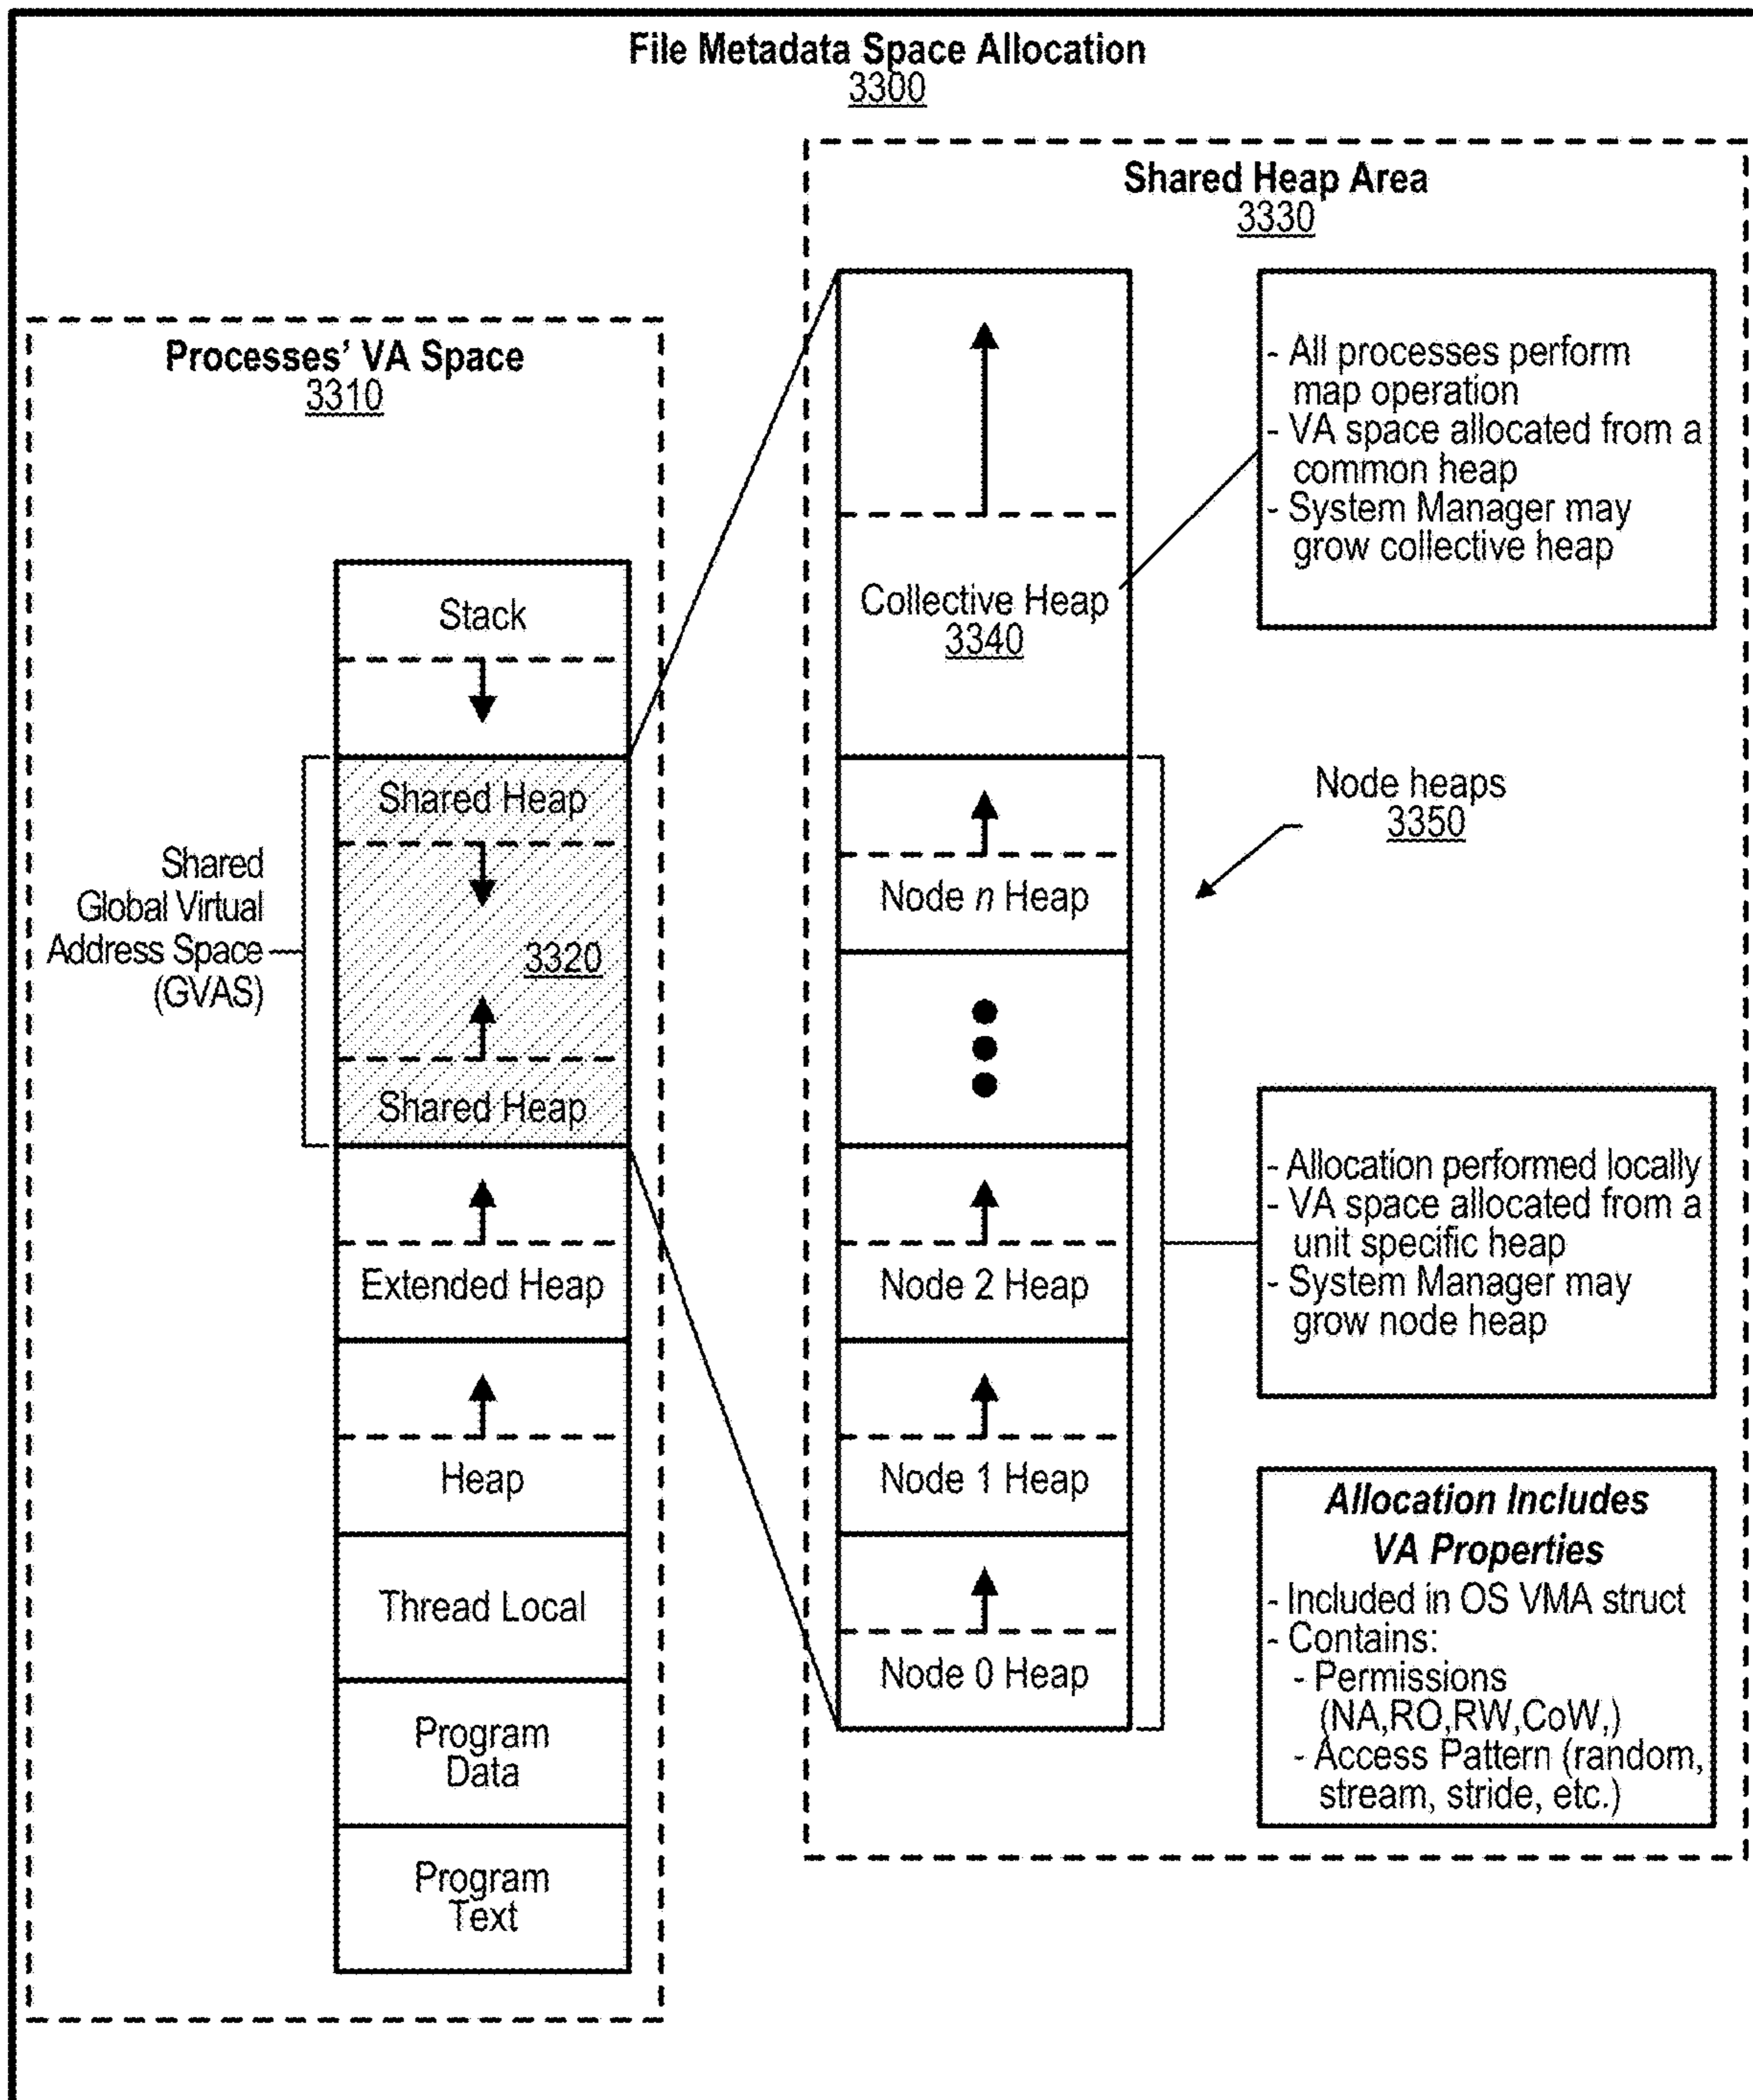 File Metadata Space Allocation
3300
Processes' VA Space
3310
Stack
Shared Heap
3320
Shared Heap
Shared
Global Virtual
Address Space
(GVAS)
Extended Heap
Heap
Thread Local
Program
Data
Program
Text
Shared Heap Area
3330
Collective Heap
3340
Node n Heap
Node 2 Heap
Node 1 Heap
Node 0 Heap
- All processes perform
map operation
- VA space allocated from a
common heap
- System Manager may
grow collective heap
Node heaps
3350
- Allocation performed locally
- VA space allocated from a
unit specific heap
- System Manager may
grow node heap
Allocation Includes
VA Properties
- Included in OS VMA struct
- Contains:
- Permissions
(NA,RO,RW,CoW,)
- Access Pattern (random,
stream, stride, etc.)